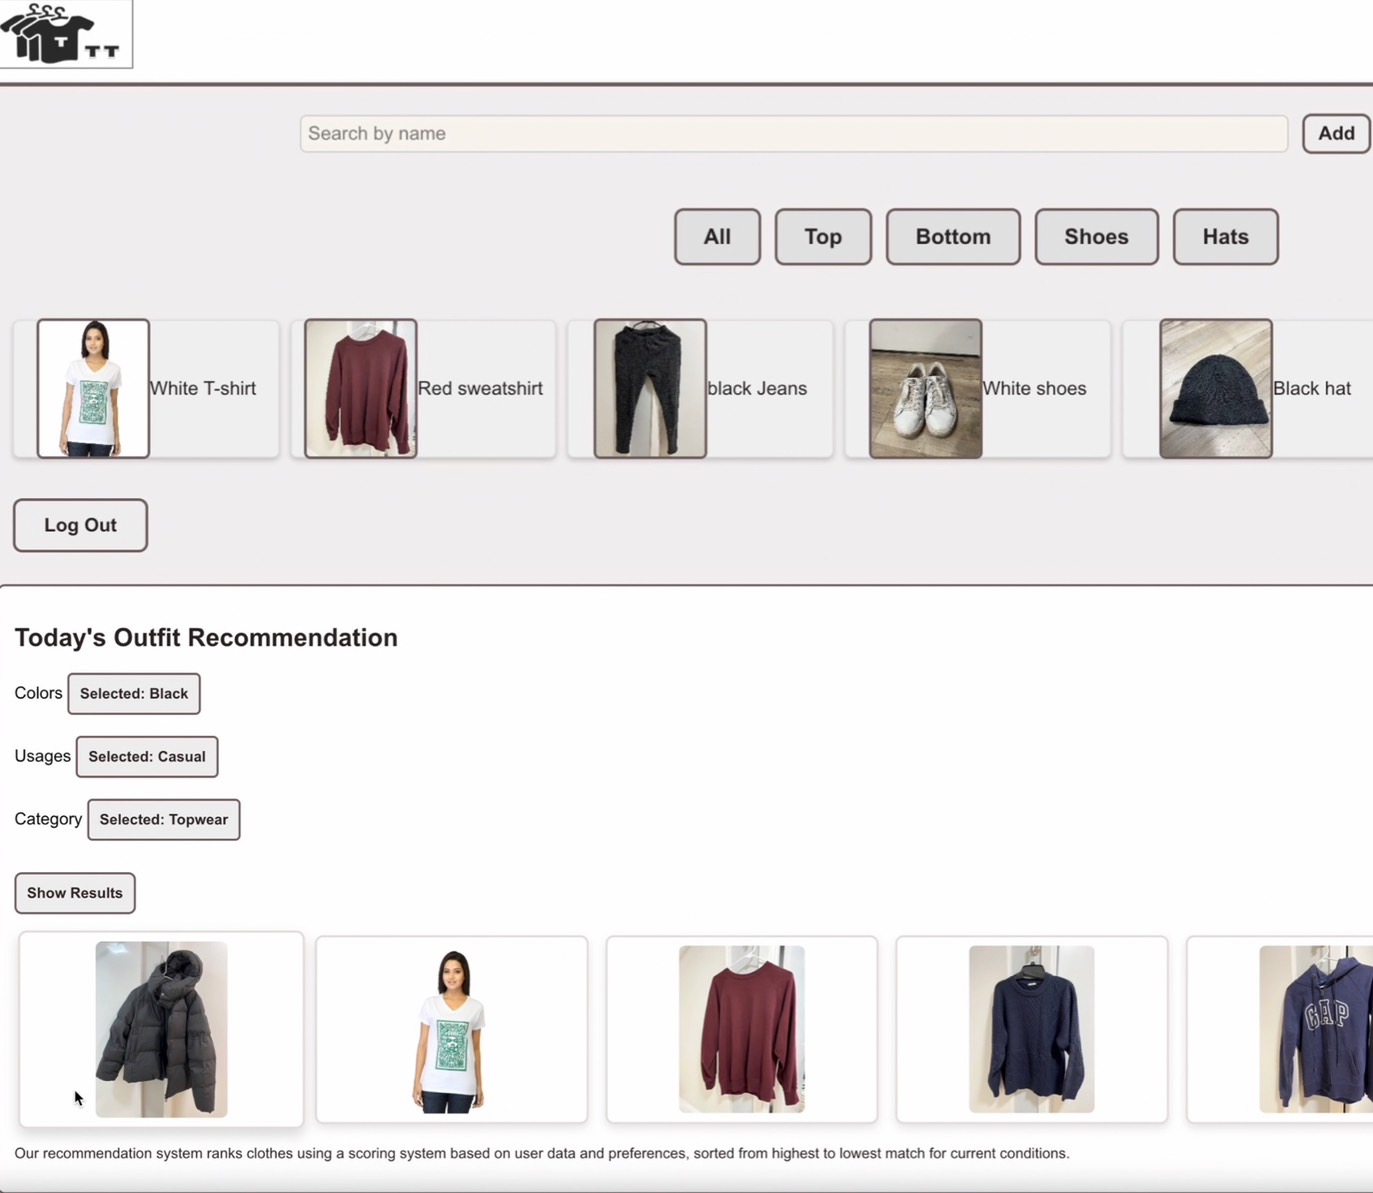 T TT
Search by name
Add
All
Top
Bottom
Shoes
Hats
White T-shirt
Red sweatshirt
black Jeans
White shoes
Black hat
Log Out
Today's Outfit Recommendation
Colors Selected: Black
Usages Selected: Casual
Category Selected: Topwear
Show Results
GAP
Our recommendation system ranks clothes using a scoring system based on user data and preferences, sorted from highest to lowest match for current conditions.